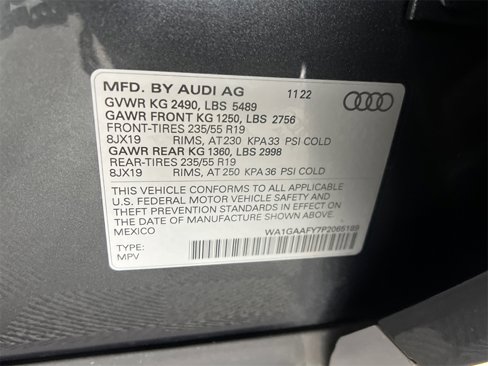 MFD. BY AUDI AG 11 22
GVWR KG 2490, LBS 5489
GAWR FRONT KG 1250, LBS 2756
FRONT-TIRES 235/55 R19
8JX19 RIMS, AT 230 KPA 33 PSI COLD
GAWR REAR KG 1360, LBS 2998
REAR-TIRES 235/55 R19
8JX19 RIMS, AT 250 KPA 36 PSI COLD
THIS VEHICLE CONFORMS TO ALL APPLICABLE
U.S. FEDERAL MOTOR VEHICLE SAFETY AND
THEFT PREVENTION STANDARDS IN EFFECT ON
THE DATE OF MANUFACTURE SHOWN ABOVE
MEXICO
WA1GAAFY7P2065189
TYPE:
MPV